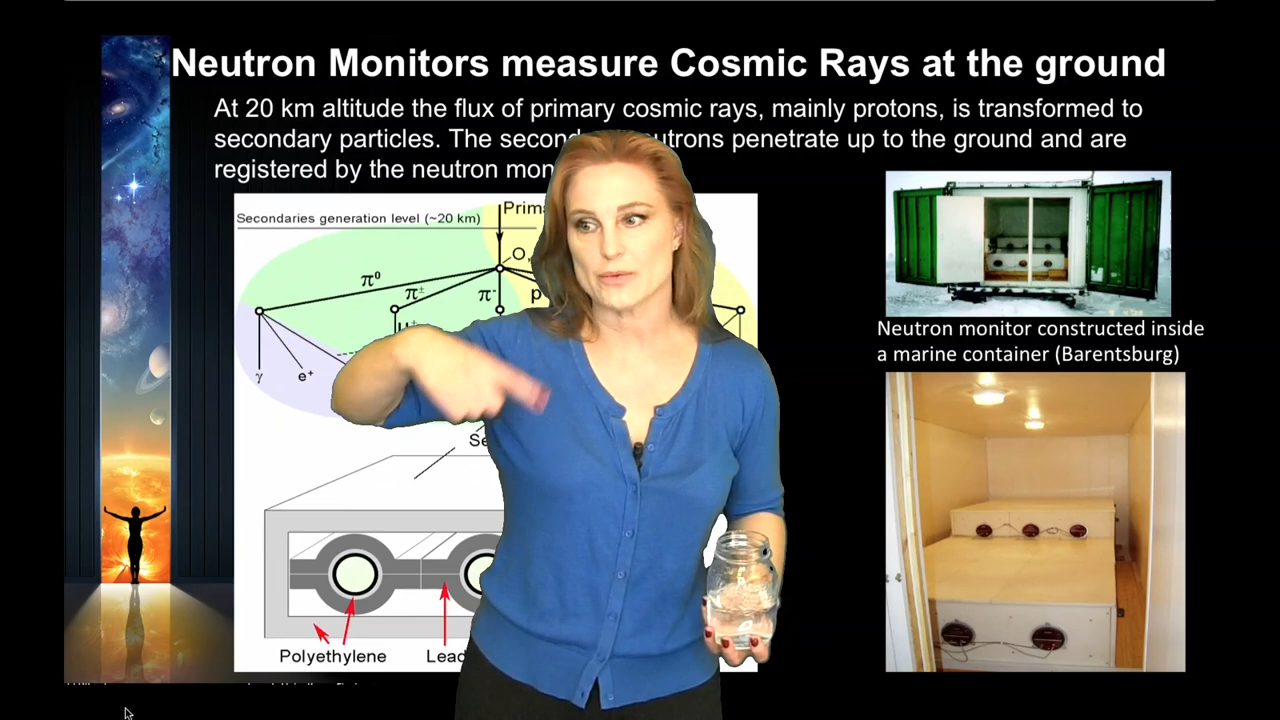 Neutron Monitors measure Cosmic Rays at the ground
At 20 km altitude the flux of primary cosmic rays, mainly protons, is transformed to
secondary particles. The second utrons penetrate up to the ground and are
registered by the neutron mon
Secondaries generation level (~20 km)
Prim
O,
π⁰
π±
π⁻
p
μ±
γ
e⁺
Se
Polyethylene
Lead
Neutron monitor constructed inside
a marine container (Barentsburg)